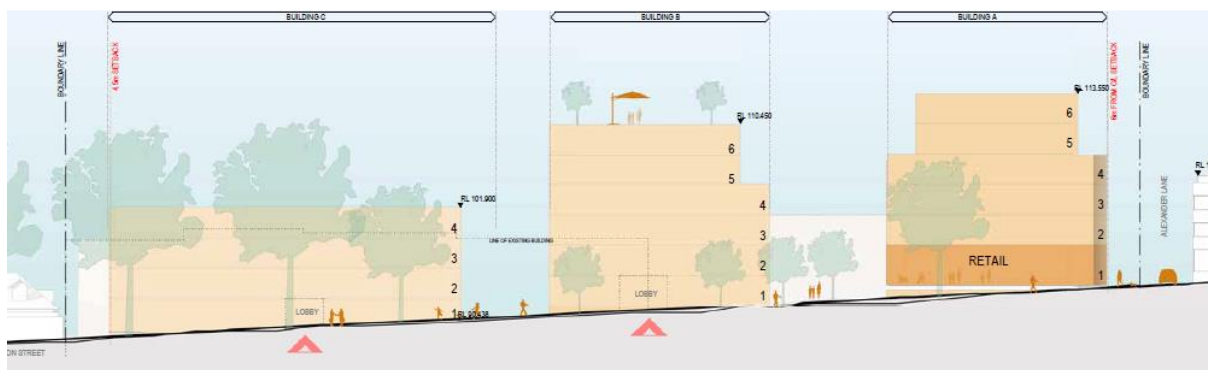 BUILDING C
BUILDING B
BUILDING A
BOUNDARY LINE
4.5m SETBACK
6m FROM C/L SETBACK
BOUNDARY LINE
RL 113.550
RL 110.450
RL 101.900
6
5
4
3
2
1
6
5
4
3
2
1
4
3
2
1
LINE OF EXISTING BUILDING
RETAIL
LOBBY
LOBBY
ALEXANDER LANE
ON STREET